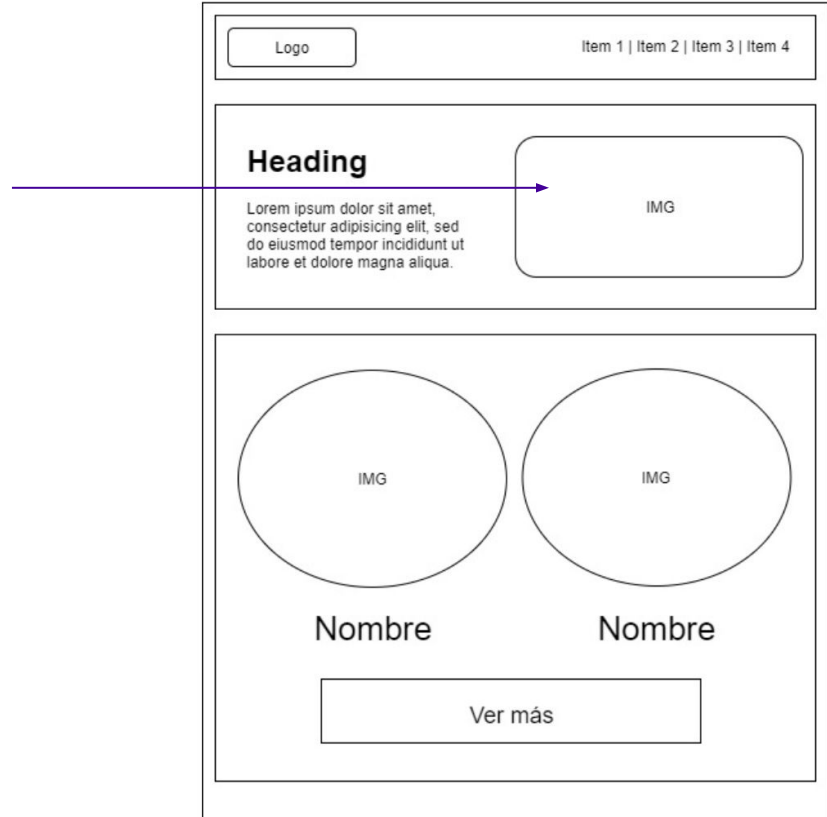 Logo
Item 1 | Item 2 | Item 3 | Item 4
Heading
Lorem ipsum dolor sit amet,
consectetur adipisicing elit, sed
do eiusmod tempor incididunt ut
labore et dolore magna aliqua.
IMG
IMG
IMG
Nombre
Nombre
Ver más